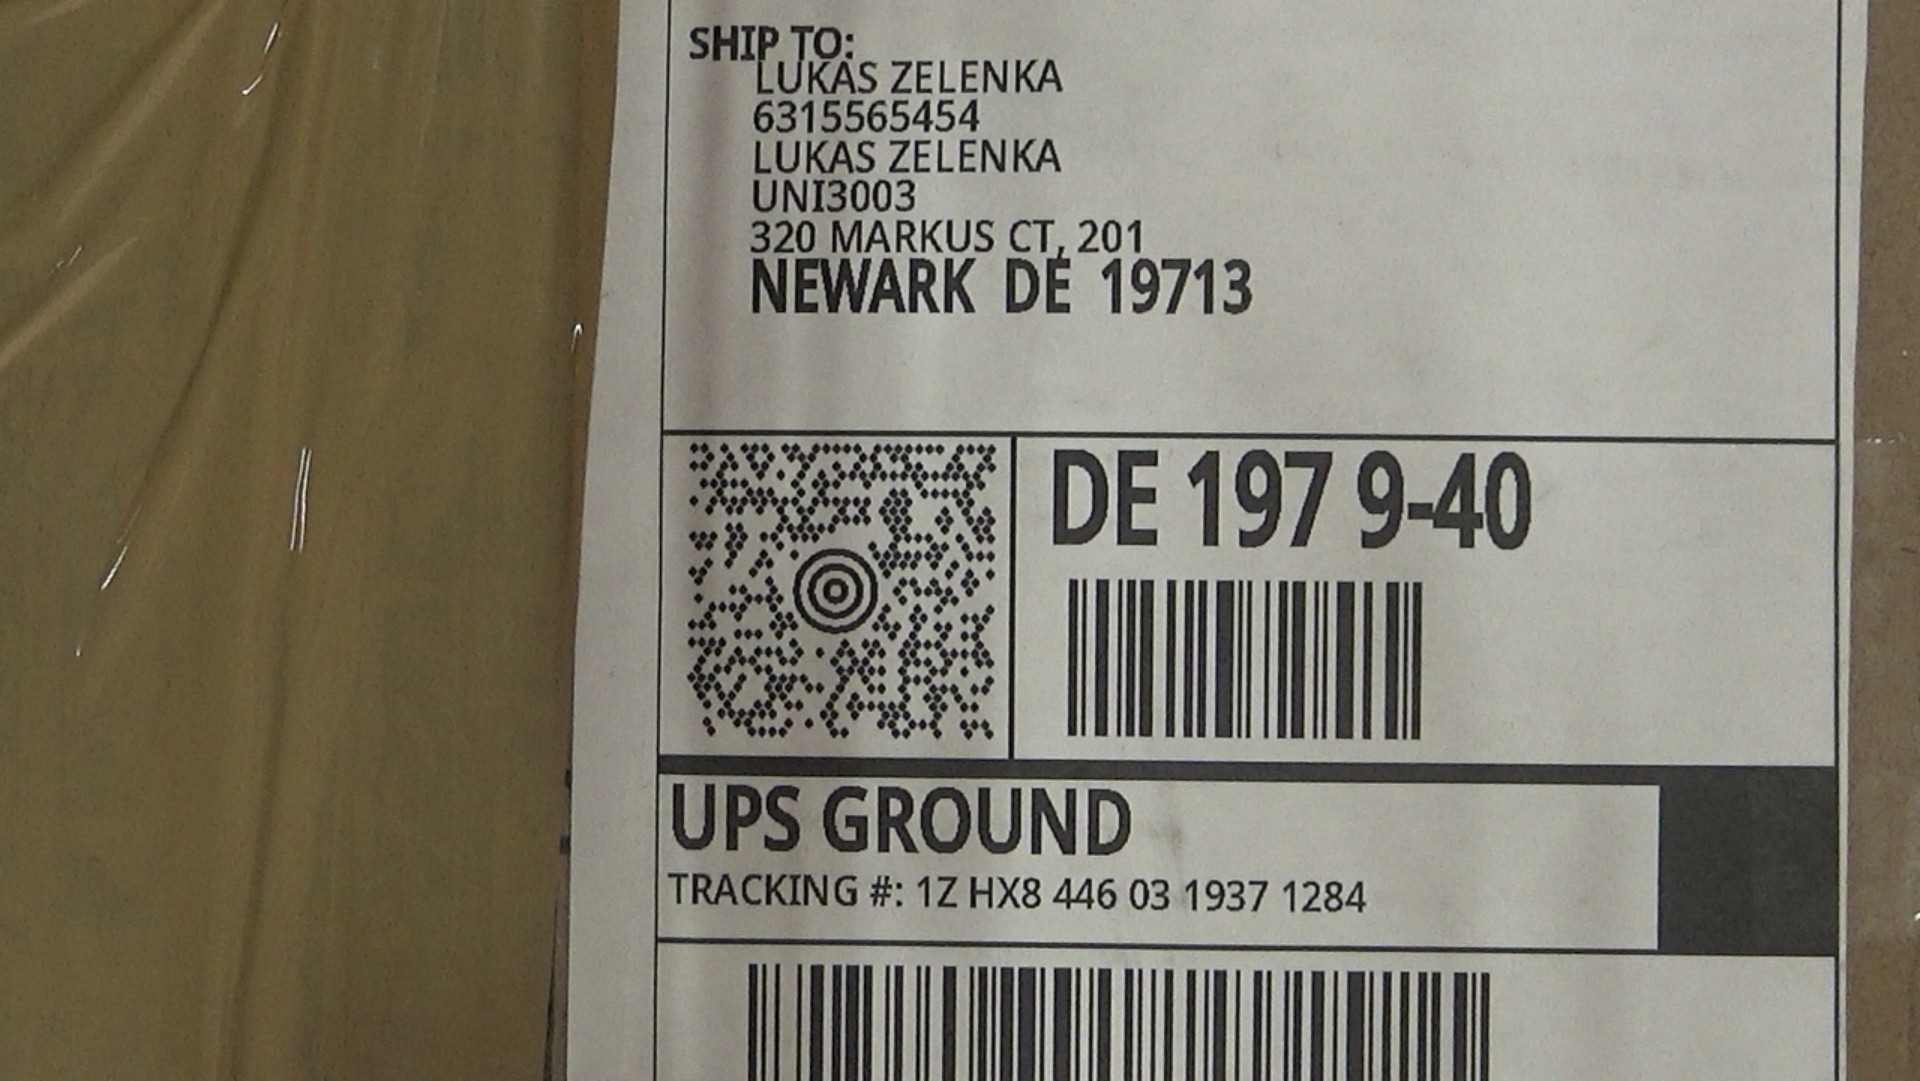 SHIP TO:
LUKAS ZELENKA
6315565454
LUKAS ZELENKA
UNI3003
320 MARKUS CT, 201
NEWARK DE 19713
DE 197 9-40
UPS GROUND
TRACKING #: 1Z HX8 446 03 1937 1284